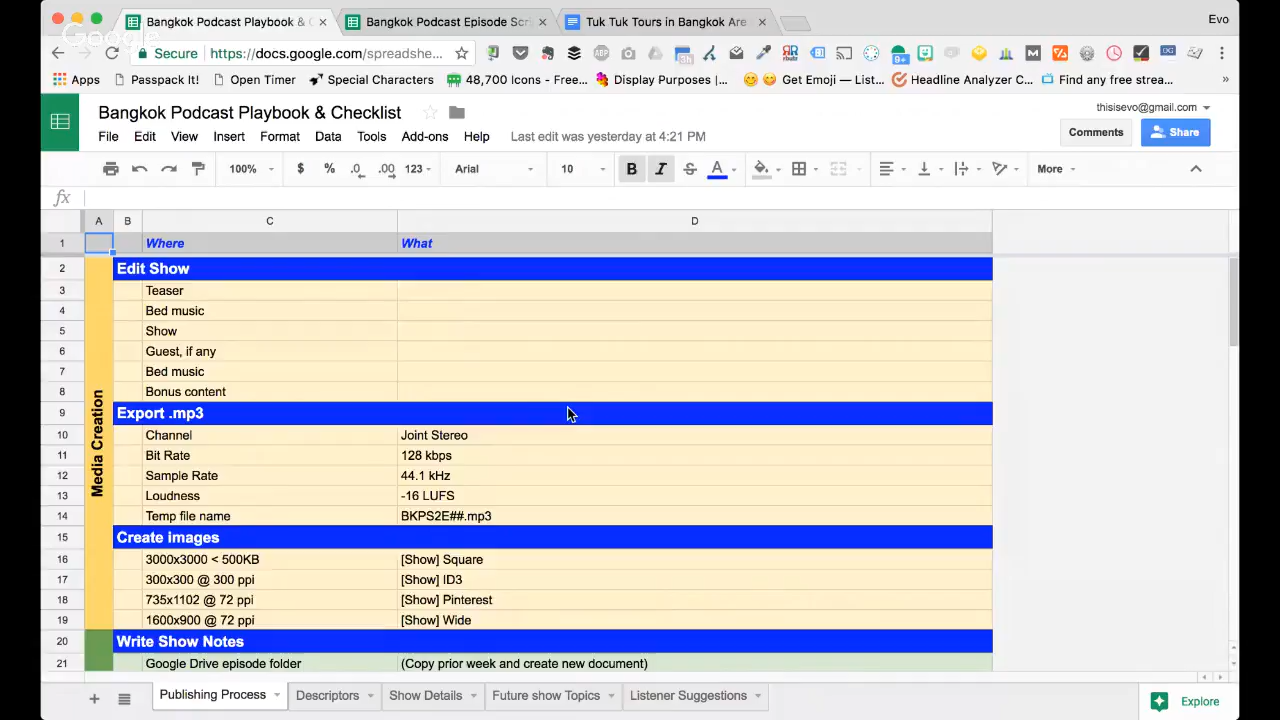 Bangkok Podcast Playbook & C
Bangkok Podcast Episode Scri
Tuk Tuk Tours in Bangkok Are
Evo
Google
Secure
https://docs.google.com/spreadshe...
Apps
Passpack It!
Open Timer
Special Characters
48,700 Icons - Free...
Display Purposes |...
Get Emoji — List...
Headline Analyzer C...
Find any free strea...
»
Bangkok Podcast Playbook & Checklist
thisisevo@gmail.com
File Edit View Insert Format Data Tools Add-ons Help Last edit was yesterday at 4:21 PM
Comments
Share
100% $ % .0 .00 123 Arial 10 B I S A More
fx
A B C D
1 Where What
2 Edit Show
3 Teaser
4 Bed music
5 Show
6 Guest, if any
7 Bed music
8 Bonus content
9 Export .mp3
10 Channel Joint Stereo
11 Bit Rate 128 kbps
12 Sample Rate 44.1 kHz
13 Loudness -16 LUFS
14 Temp file name BKPS2E##.mp3
15 Create images
16 3000x3000 < 500KB [Show] Square
17 300x300 @ 300 ppi [Show] ID3
18 735x1102 @ 72 ppi [Show] Pinterest
19 1600x900 @ 72 ppi [Show] Wide
20 Write Show Notes
21 Google Drive episode folder (Copy prior week and create new document)
Media Creation
Publishing Process
Descriptors
Show Details
Future show Topics
Listener Suggestions
Explore